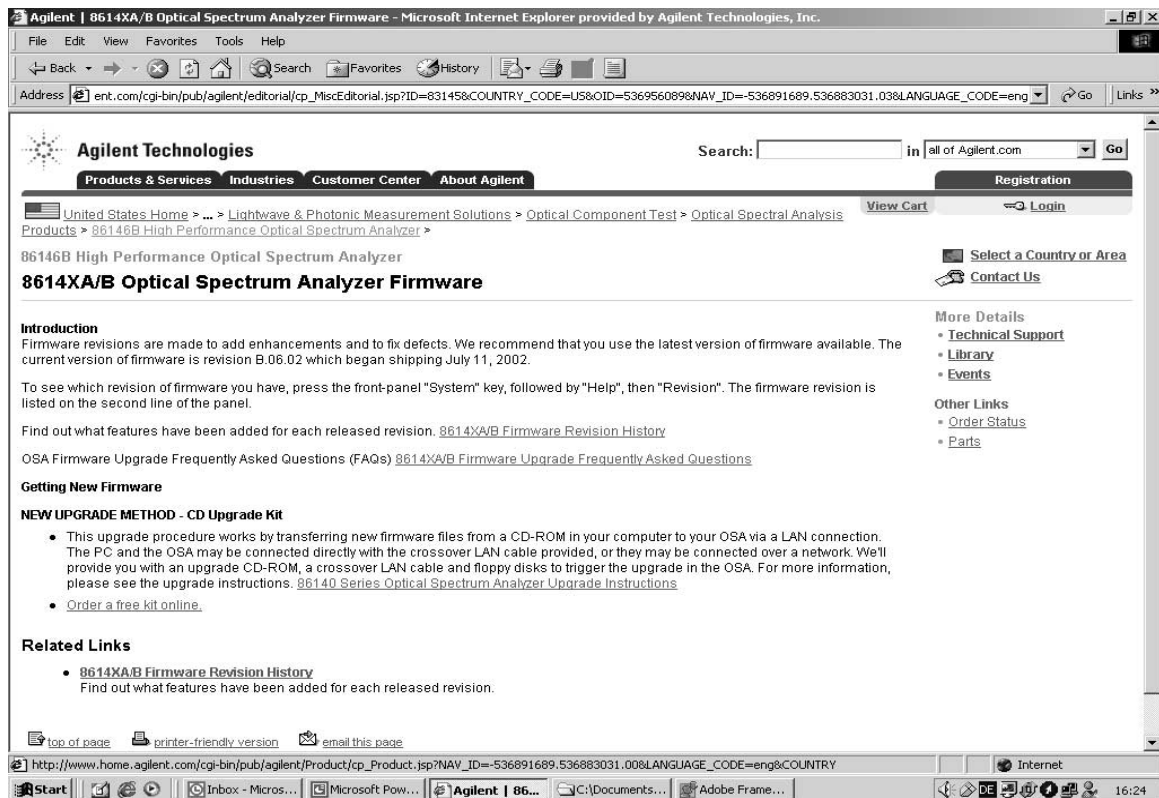 Agilent | 8614XA/B Optical Spectrum Analyzer Firmware - Microsoft Internet Explorer provided by Agilent Technologies, Inc.
File Edit View Favorites Tools Help
Back Search Favorites History
Address ent.com/cgi-bin/pub/agilent/editorial/cp_MiscEditorial.jsp?ID=83145&COUNTRY_CODE=US&OID=536956089&NAV_ID=-536891689.536883031.03&LANGUAGE_CODE=eng Go Links »
Agilent Technologies
Search: in all of Agilent.com Go
Products & Services Industries Customer Center About Agilent Registration
United States Home > ... > Lightwave & Photonic Measurement Solutions > Optical Component Test > Optical Spectral Analysis
Products > 86146B High Performance Optical Spectrum Analyzer >
View Cart Login
86146B High Performance Optical Spectrum Analyzer
8614XA/B Optical Spectrum Analyzer Firmware
Select a Country or Area
Contact Us
Introduction
Firmware revisions are made to add enhancements and to fix defects. We recommend that you use the latest version of firmware available. The
current version of firmware is revision B.06.02 which began shipping July 11, 2002.
To see which revision of firmware you have, press the front-panel "System" key, followed by "Help", then "Revision". The firmware revision is
listed on the second line of the panel.
Find out what features have been added for each released revision. 8614XA/B Firmware Revision History
OSA Firmware Upgrade Frequently Asked Questions (FAQs) 8614XA/B Firmware Upgrade Frequently Asked Questions
Getting New Firmware
NEW UPGRADE METHOD - CD Upgrade Kit
• This upgrade procedure works by transferring new firmware files from a CD-ROM in your computer to your OSA via a LAN connection.
The PC and the OSA may be connected directly with the crossover LAN cable provided, or they may be connected over a network. We'll
provide you with an upgrade CD-ROM, a crossover LAN cable and floppy disks to trigger the upgrade in the OSA. For more information,
please see the upgrade instructions. 86140 Series Optical Spectrum Analyzer Upgrade Instructions
• Order a free kit online.
Related Links
• 8614XA/B Firmware Revision History
Find out what features have been added for each released revision.
top of page printer-friendly version email this page
More Details
• Technical Support
• Library
• Events
Other Links
• Order Status
• Parts
http://www.home.agilent.com/cgi-bin/pub/agilent/Product/cp_Product.jsp?NAV_ID=-536891689.536883031.00&LANGUAGE_CODE=eng&COUNTRY Internet
Start Inbox - Micros... Microsoft Pow... Agilent | 86... C:\Documents... Adobe Frame... DE 16:24